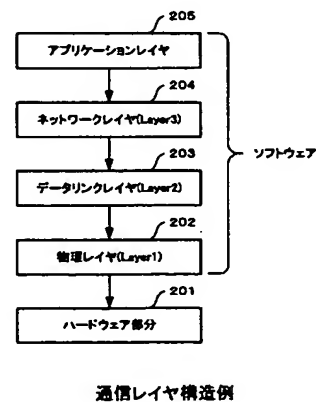 205
アプリケーションレイヤ
204
ネットワークレイヤ(Layer3)
203
データリンクレイヤ(Layer2)
ソフトウェア
202
物理レイヤ(Layer1)
201
ハードウェア部分
通信レイヤ構造例